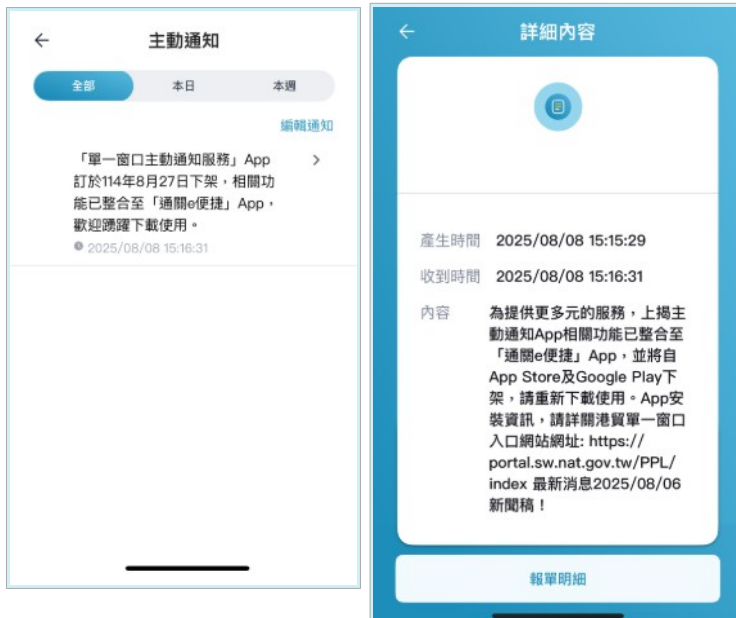 主動通知
全部
本日
本週
編輯通知
「單一窗口主動通知服務」App
訂於114年8月27日下架，相關功
能已整合至「通關e便捷」App，
歡迎踴躍下載使用。
2025/08/08 15:16:31
詳細內容
產生時間 2025/08/08 15:15:29
收到時間 2025/08/08 15:16:31
內容 為提供更多元的服務，上揭主
動通知App相關功能已整合至
「通關e便捷」App，並將自
App Store及Google Play下
架，請重新下載使用。App安
裝資訊，請詳關港貿單一窗口
入口網站網址: https://
portal.sw.nat.gov.tw/PPL/
index 最新消息2025/08/06
新聞稿！
報單明細